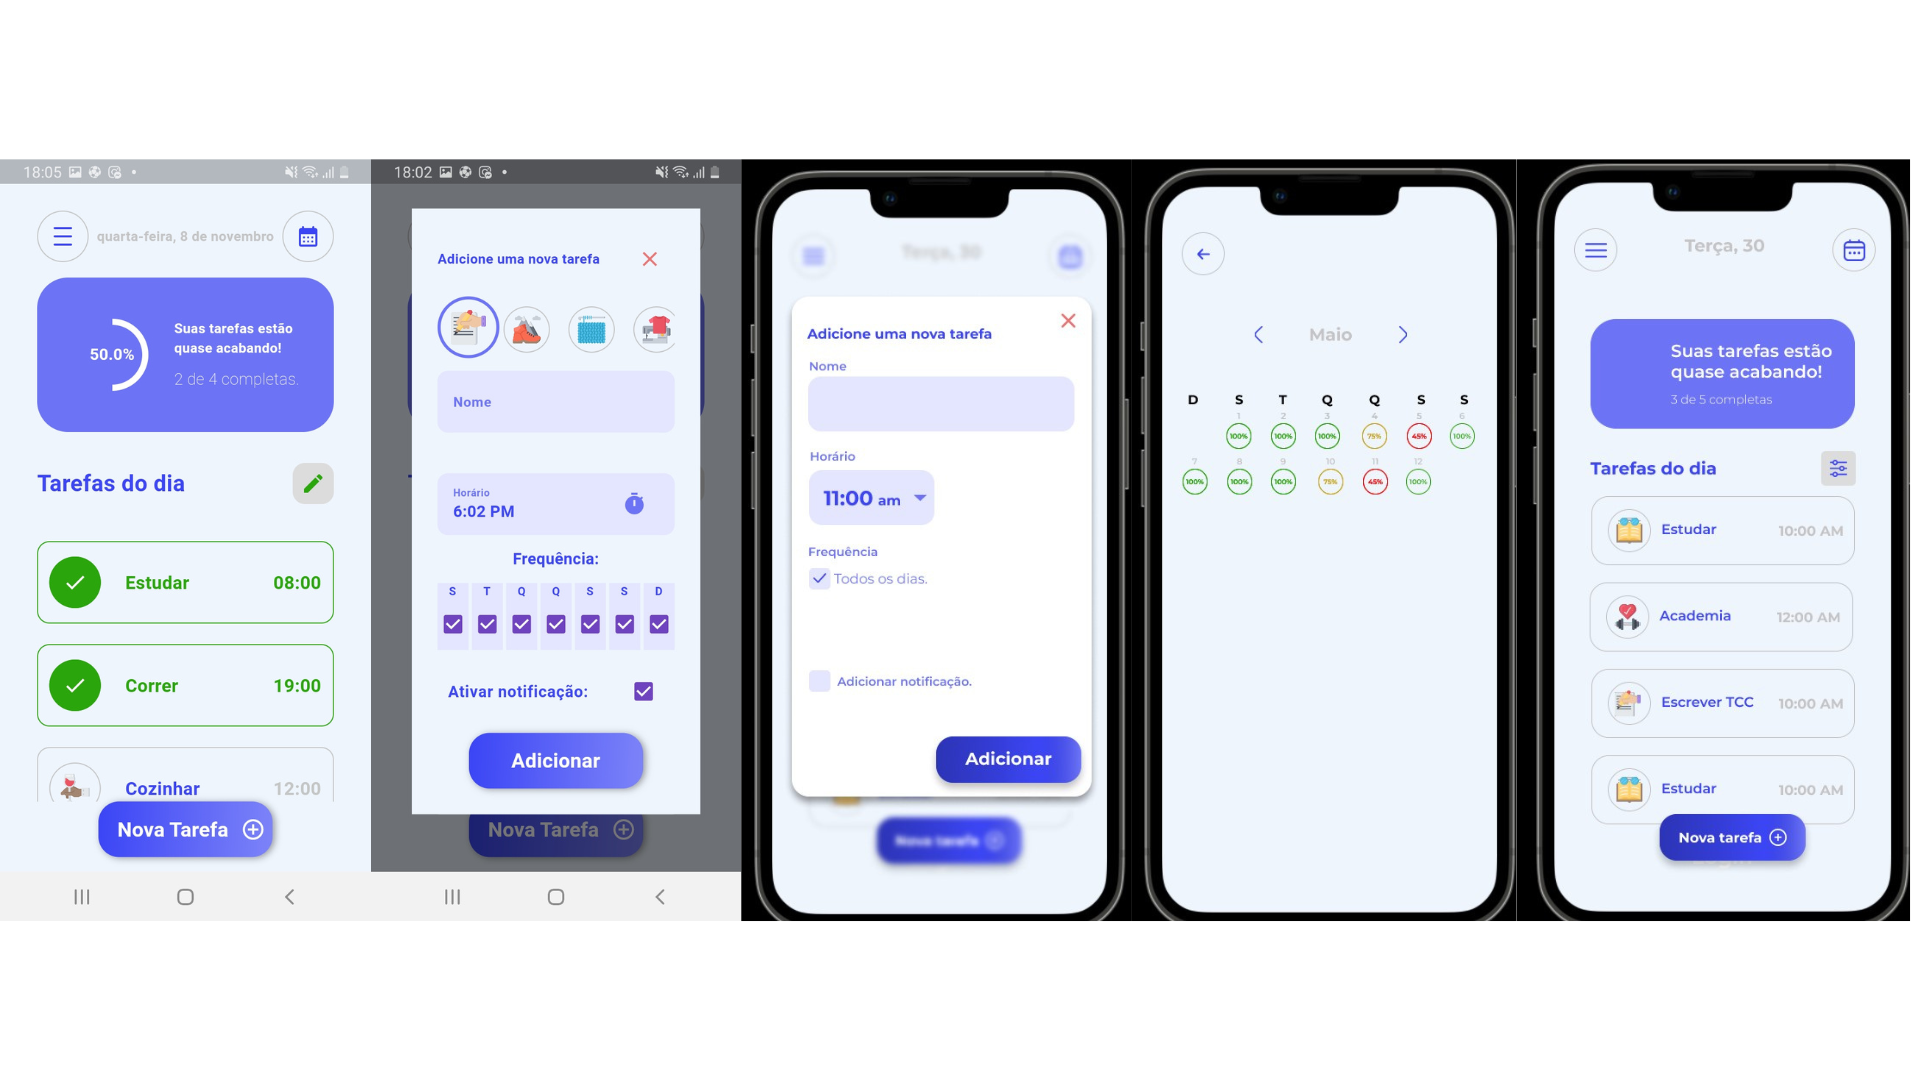 18:05
quarta-feira, 8 de novembro
50.0%
Suas tarefas estão
quase acabando!
2 de 4 completas.
Tarefas do dia
Estudar 08:00
Correr 19:00
Cozinhar 12:00
Nova Tarefa
18:02
Adicione uma nova tarefa
Nome
Horário
6:02 PM
Frequência:
S T Q Q S S D
Ativar notificação:
Adicionar
Nova Tarefa
Terça, 30
Adicione uma nova tarefa
Nome
Horário
11:00 am
Frequência
Todos os dias.
Adicionar notificação.
Adicionar
Nova tarefa
Maio
D S T Q Q S S
1 2 3 4 5 6
100% 100% 100% 75% 45% 100%
7 8 9 10 11 12
100% 100% 100% 75% 45% 100%
Terça, 30
Suas tarefas estão
quase acabando!
3 de 5 completas
Tarefas do dia
Estudar 10:00 AM
Academia 12:00 AM
Escrever TCC 10:00 AM
Estudar 10:00 AM
Nova tarefa